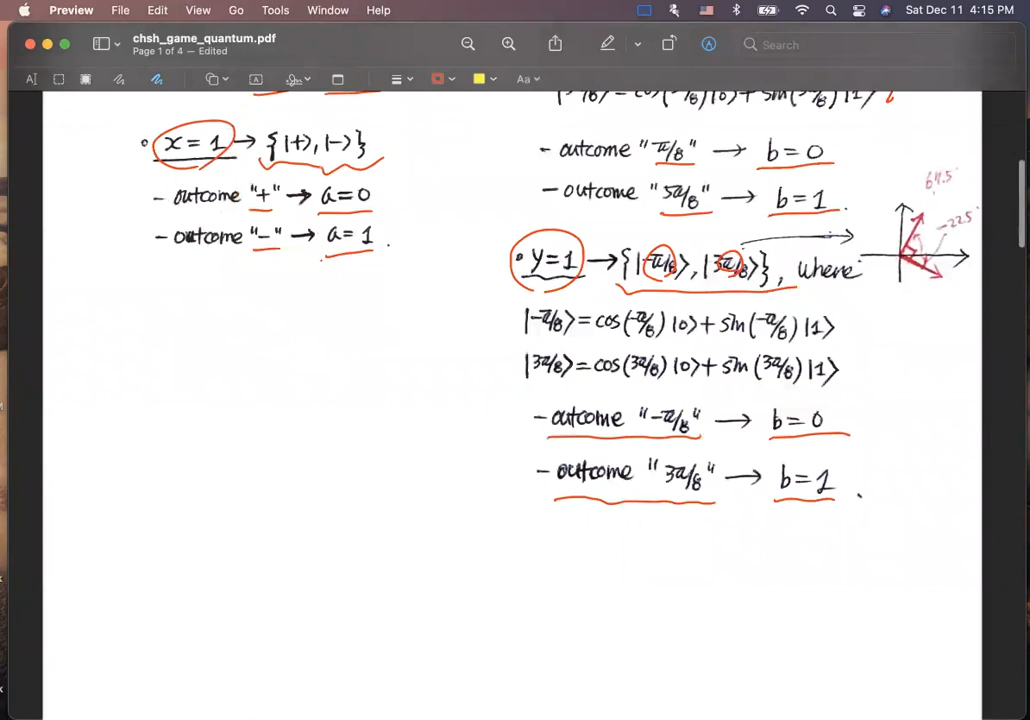 Preview File Edit View Go Tools Window Help Sat Dec 11 4:15 PM
chsh_game_quantum.pdf
Page 1 of 4 — Edited
Search
Aa
x = 1 → {|+⟩, |−⟩}
- outcome "+" → a = 0
- outcome "-" → a = 1.
- outcome "π/8" → b = 0
- outcome "5π/8" → b = 1.
y = 1 → {|-π/8⟩, |3π/8⟩}, where
|-π/8⟩ = cos(-π/8)|0⟩ + sin(-π/8)|1⟩
|3π/8⟩ = cos(3π/8)|0⟩ + sin(3π/8)|1⟩
- outcome "-π/8" → b = 0
- outcome "3π/8" → b = 1.
67.5°
-22.5°